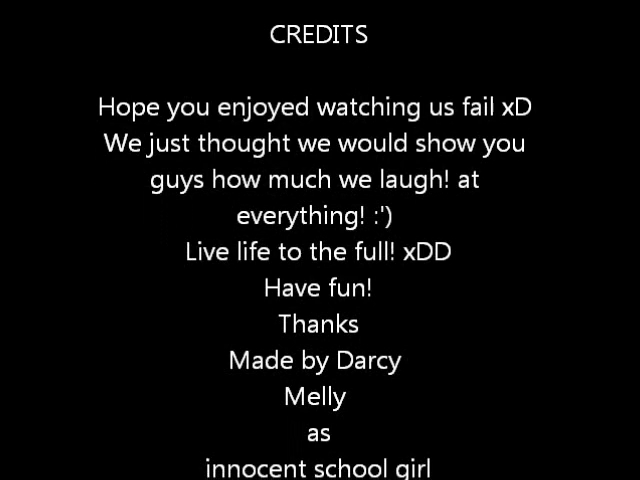 CREDITS
Hope you enjoyed watching us fail xD
We just thought we would show you
guys how much we laugh! at
everything! :')
Live life to the full! xDD
Have fun!
Thanks
Made by Darcy
Melly
as
innocent school girl